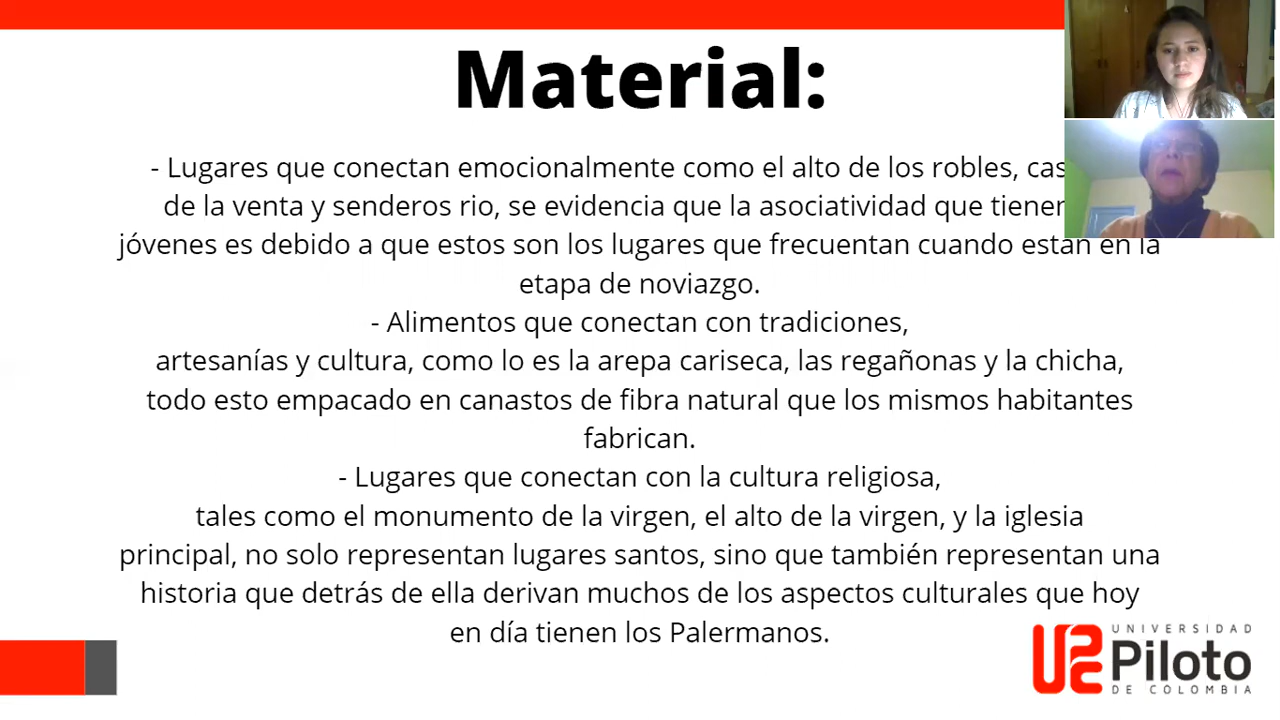 Material:
- Lugares que conectan emocionalmente como el alto de los robles,
de la venta y senderos rio, se evidencia que la asociatividad que
jóvenes es debido a que estos son los lugares que frecuentan cuando están en la
etapa de noviazgo.
- Alimentos que conectan con tradiciones,
artesanías y cultura, como lo es la arepa cariseca, las regañonas y la chicha,
todo esto empacado en canastos de fibra natural que los mismos habitantes
fabrican.
- Lugares que conectan con la cultura religiosa,
tales como el monumento de la virgen, el alto de la virgen, y la iglesia
principal, no solo representan lugares santos, sino que también representan una
historia que detrás de ella derivan muchos de los aspectos culturales que hoy
en día tienen los Palermanos.
UNIVERSIDAD
Piloto
DE COLOMBIA